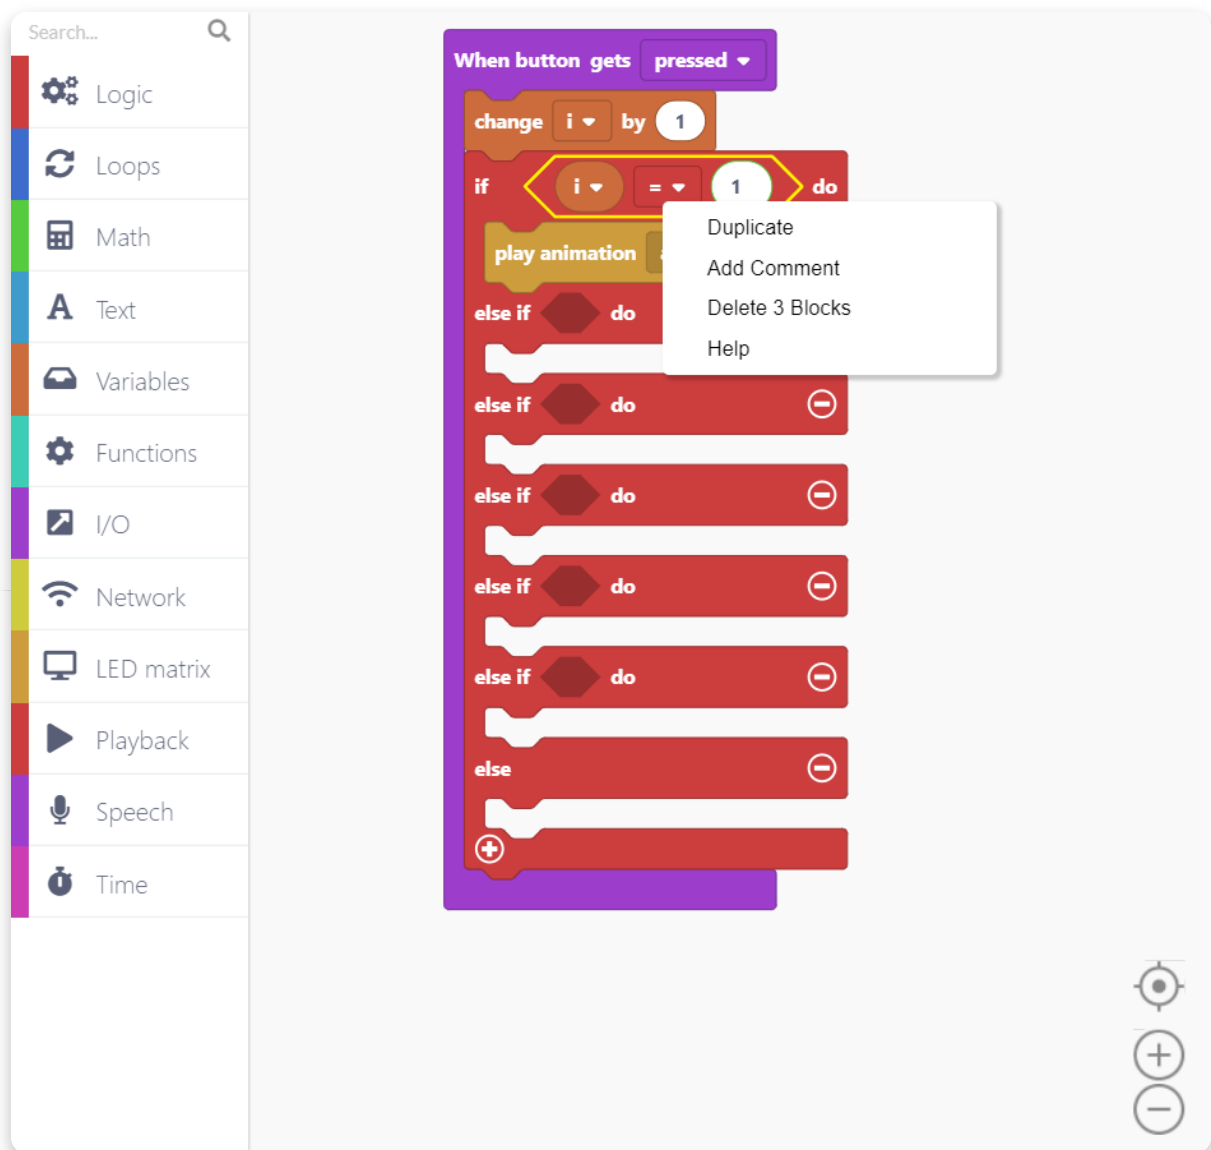 Search...
Logic
Loops
Math
Text
Variables
Functions
I/O
Network
LED matrix
Playback
Speech
Time
When button gets pressed
change i by 1
if i = 1 do
play animation
else if do
else if do
else if do
else if do
else if do
else
Duplicate
Add Comment
Delete 3 Blocks
Help